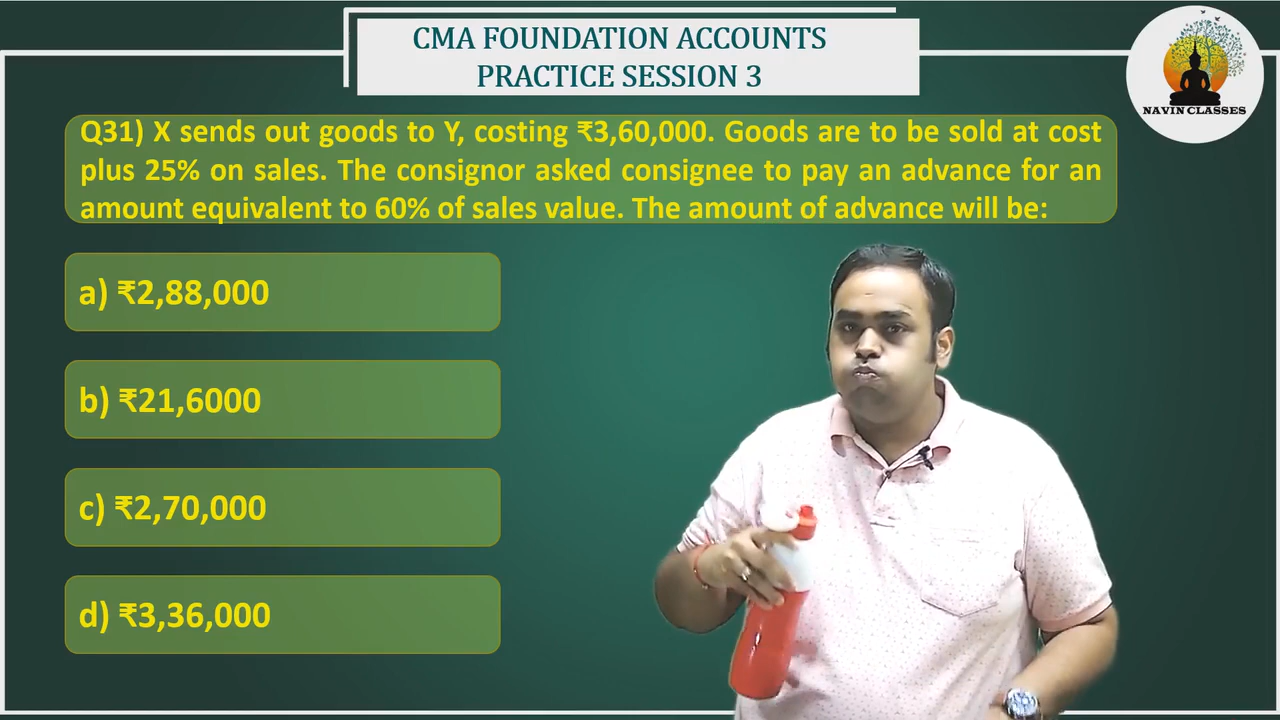 CMA FOUNDATION ACCOUNTS
PRACTICE SESSION 3
NAVIN CLASSES
Q31) X sends out goods to Y, costing ₹3,60,000. Goods are to be sold at cost
plus 25% on sales. The consignor asked consignee to pay an advance for an
amount equivalent to 60% of sales value. The amount of advance will be:
a) ₹2,88,000
b) ₹21,6000
c) ₹2,70,000
d) ₹3,36,000